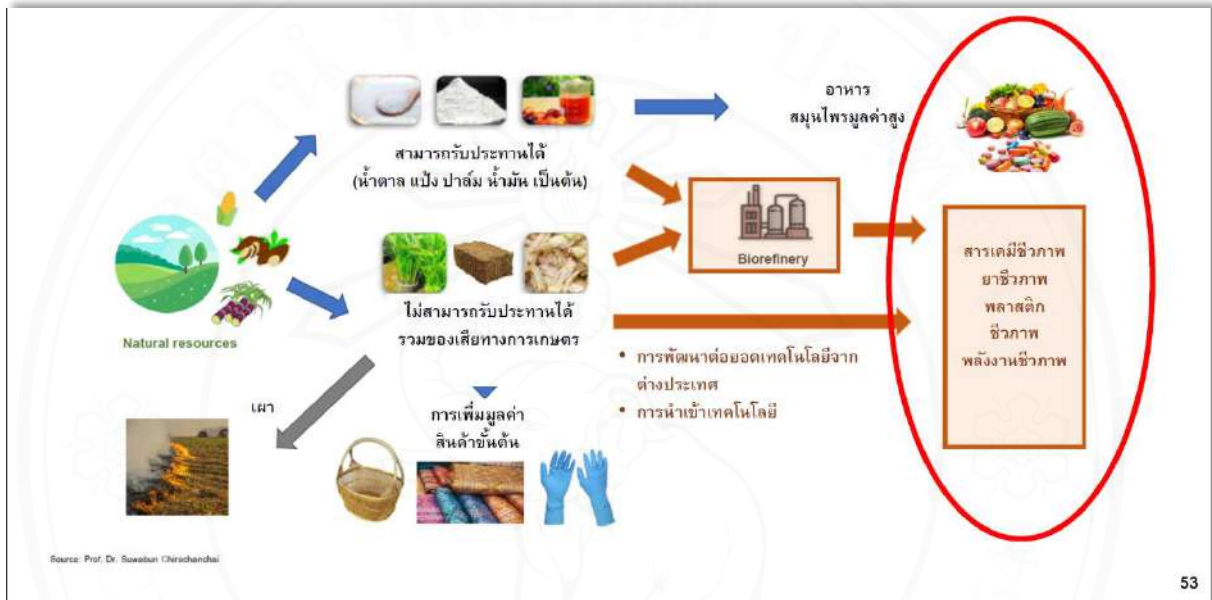 อาหาร
สมุนไพรมูลค่าสูง
สามารถรับประทานได้
(น้ำตาล แป้ง ปาล์ม น้ำมัน เป็นต้น)
Biorefinery
สารเคมีชีวภาพ
ยาชีวภาพ
พลาสติก
ชีวภาพ
พลังงานชีวภาพ
Natural resources
ไม่สามารถรับประทานได้
รวมของเสียทางการเกษตร
• การพัฒนาต่อยอดเทคโนโลยีจาก
ต่างประเทศ
• การนำเข้าเทคโนโลยี
เผา
การเพิ่มมูลค่า
สินค้าขั้นต้น
Source: Prof. Dr. Suwabun Chirachanchai
53